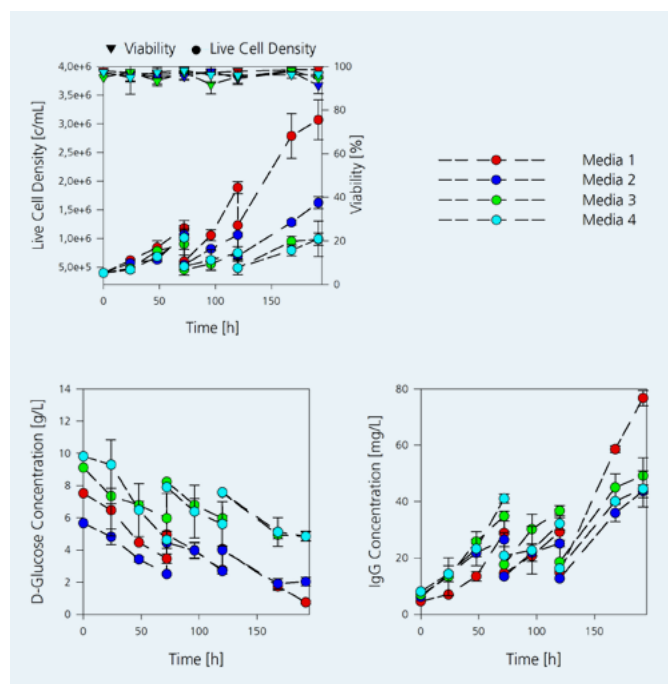 ▼ Viability ● Live Cell Density
Live Cell Density [c/mL]
4,0e+6
3,5e+6
3,0e+6
2,5e+6
2,0e+6
1,5e+6
1,0e+6
5,0e+5
100
80
60
40
20
0
Viability [%]
0 50 100 150
Time [h]
Media 1
Media 2
Media 3
Media 4
D-Glucose Concentration [g/L]
14
12
10
8
6
4
2
0
0 50 100 150
Time [h]
IgG Concentration [mg/L]
80
60
40
20
0
0 50 100 150
Time [h]